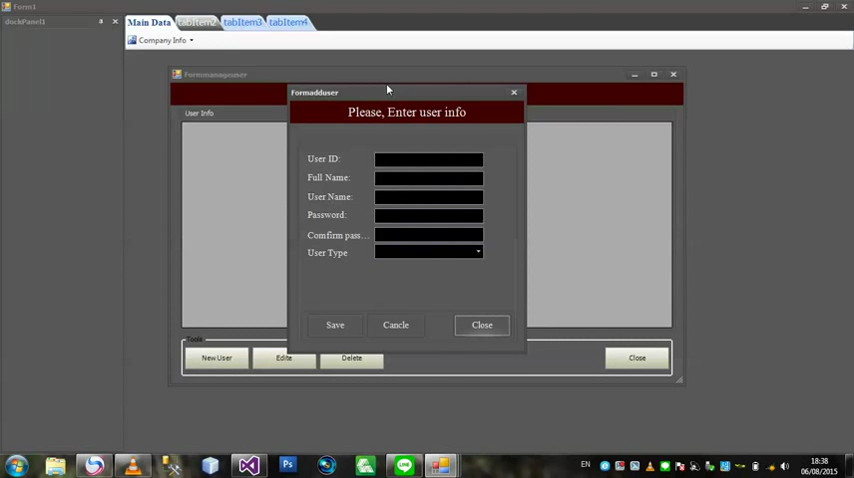 Form1
dockPanel1
Main Data tabItem2 tabItem3 tabItem4
Company Info
Formmanageuser
Formadduser
Please, Enter user info
User Info
User ID:
Full Name:
User Name:
Password:
Comfirm pass...
User Type
Save Cancle Close
Tools
New User Edite Delete Close
Ps
LINE
EN
18:38
06/08/2015